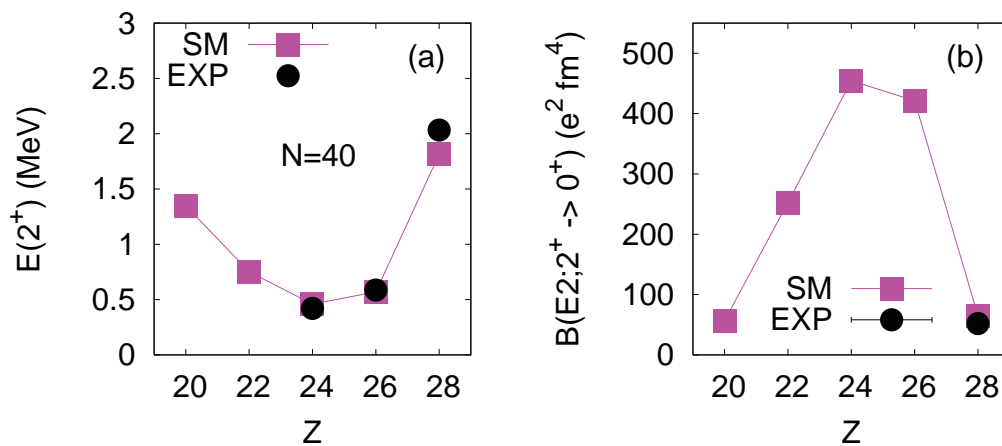 (a)
SM
EXP
N=40
E(2+) (MeV)
3
2.5
2
1.5
1
0.5
0
20 22 24 26 28
Z
(b)
SM
EXP
B(E2;2+ -> 0+) (e2 fm4)
500
400
300
200
100
0
20 22 24 26 28
Z